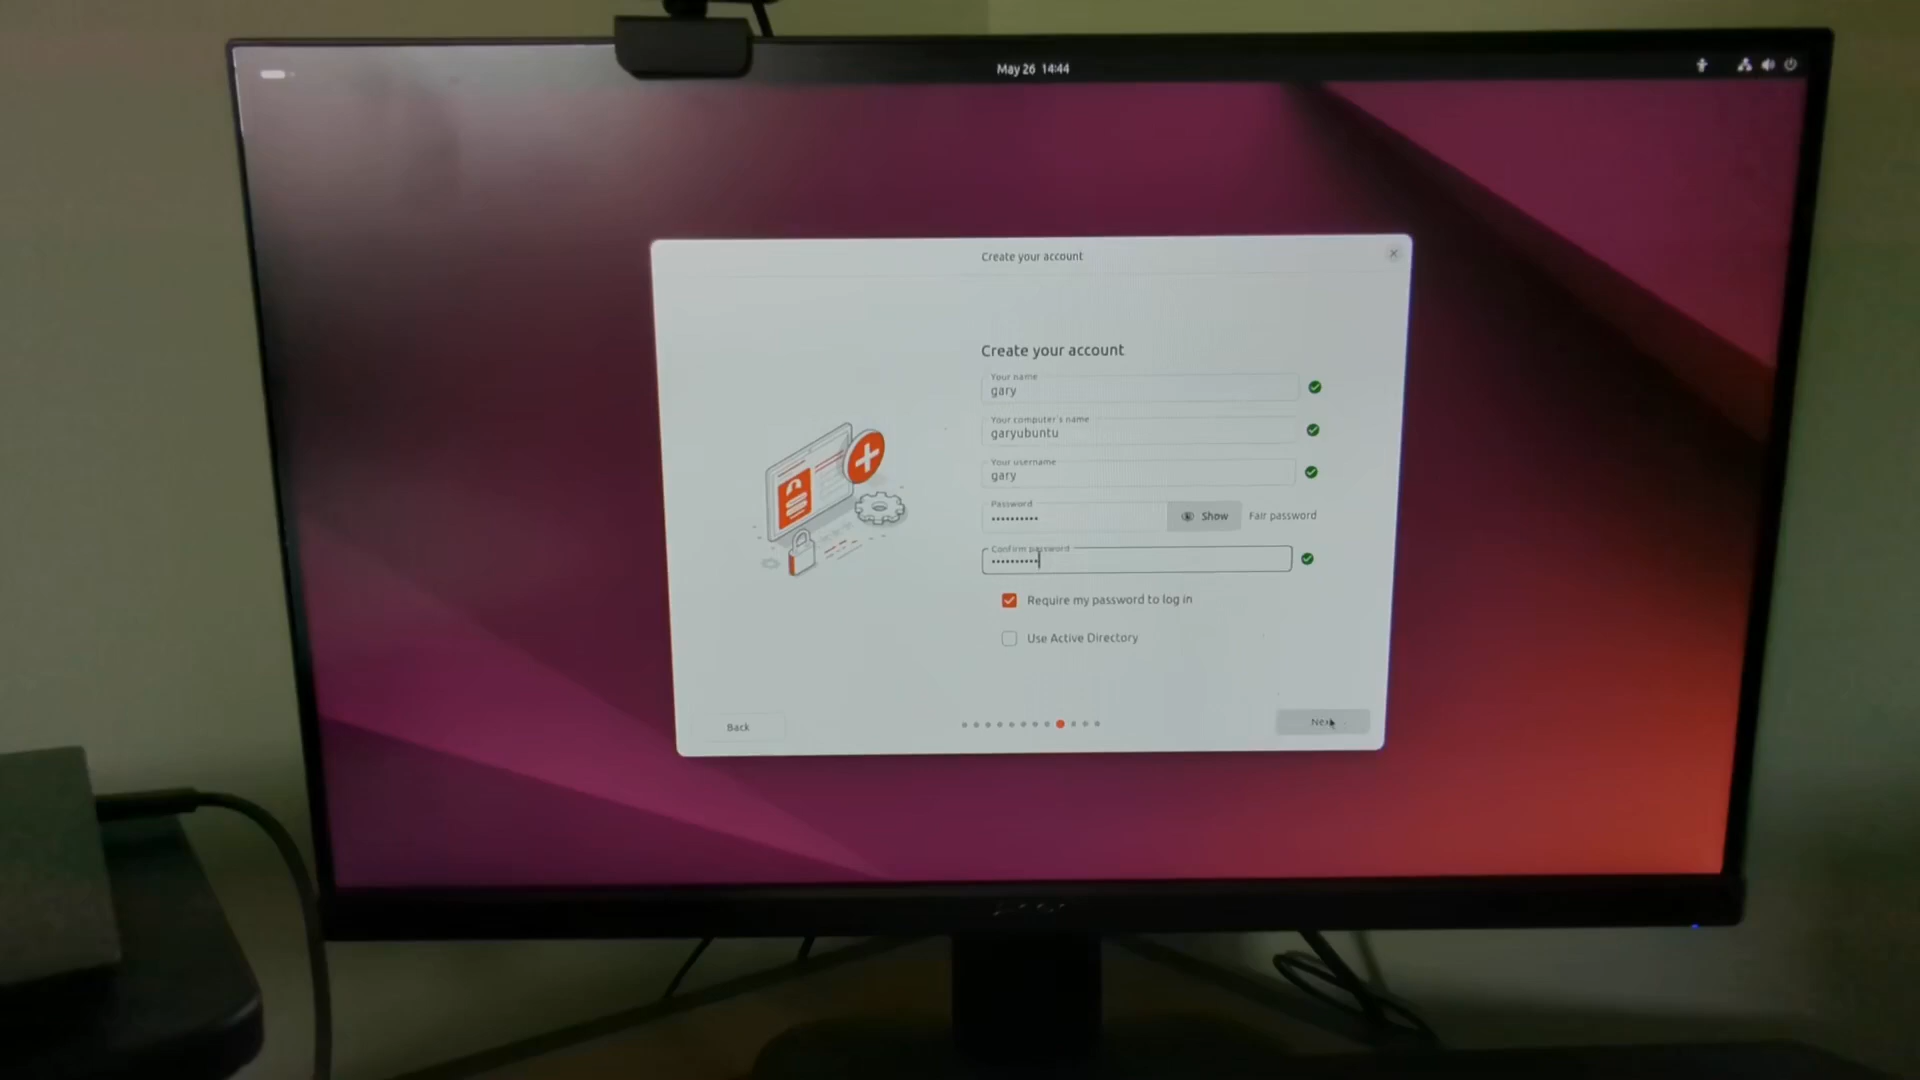 May 26 14:44
Create your account
Create your account
Your name
gary
Your computer's name
garyubuntu
Your username
gary
Password
••••••••••
Show
Fair password
Confirm password
••••••••••
Require my password to log in
Use Active Directory
Back
Next